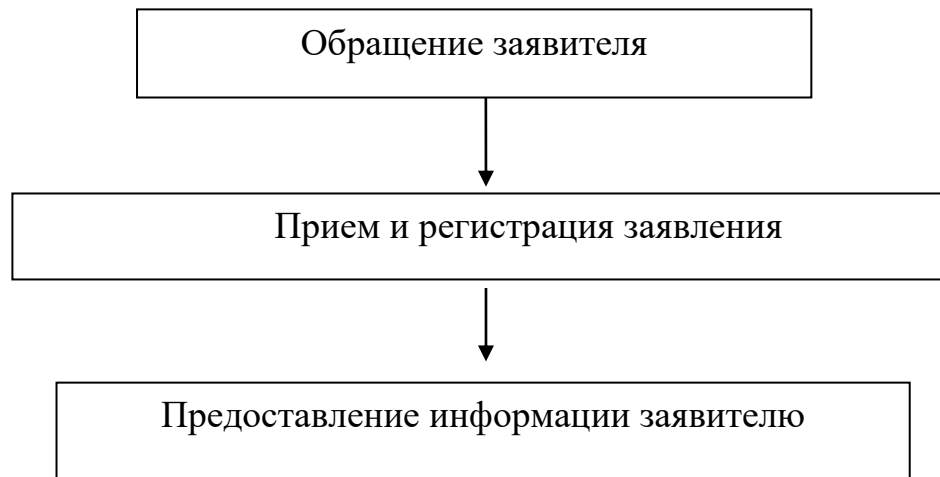 Обращение заявителя
Прием и регистрация заявления
Предоставление информации заявителю